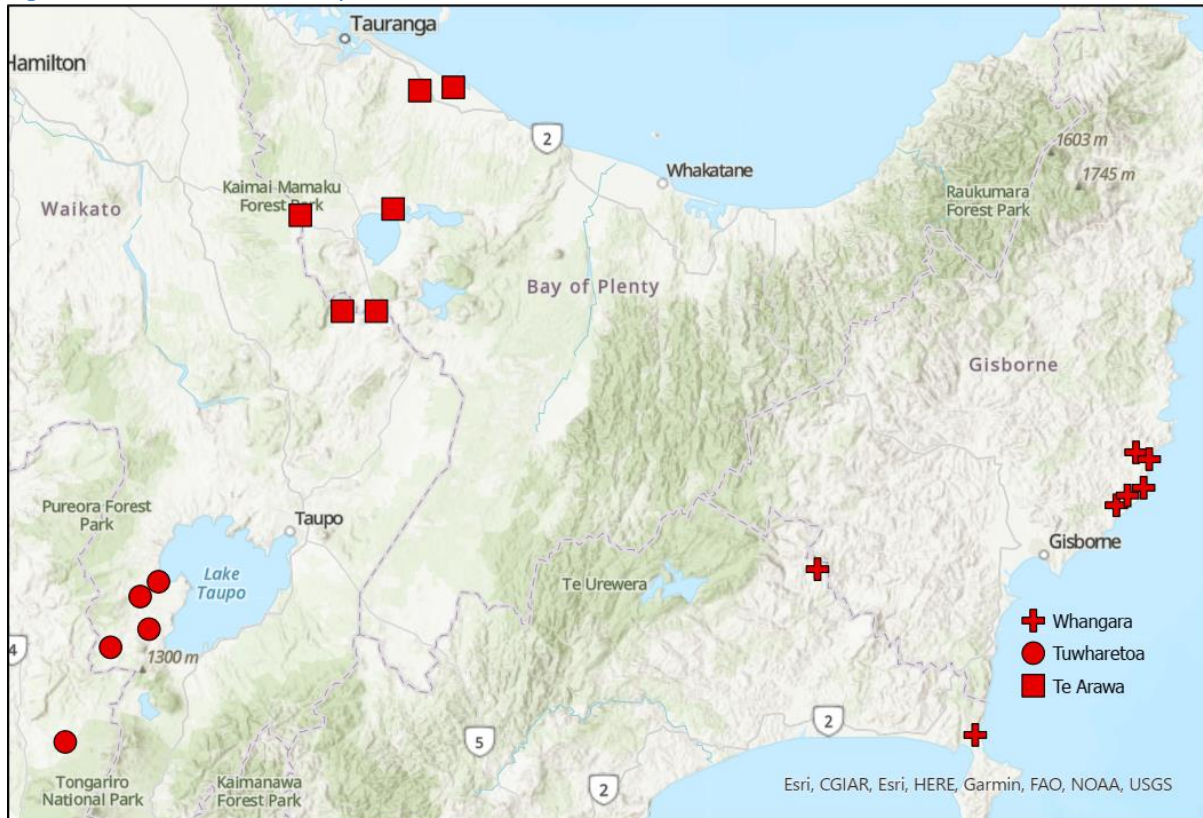 Tauranga
Hamilton
2
1603 m
Whakatane
1745 m
Kaimai Mamaku
Forest Park
Raukumara
Forest Park
Waikato
Bay of Plenty
Gisborne
Pureora Forest
Park
Taupo
Gisborne
Lake
Taupo
Te Urewera
Whangara
4
1300 m
Tuwharetoa
Te Arawa
2
5
Tongariro
National Park
Kaimanawa
Forest Park
2
Esri, CGIAR, Esri, HERE, Garmin, FAO, NOAA, USGS